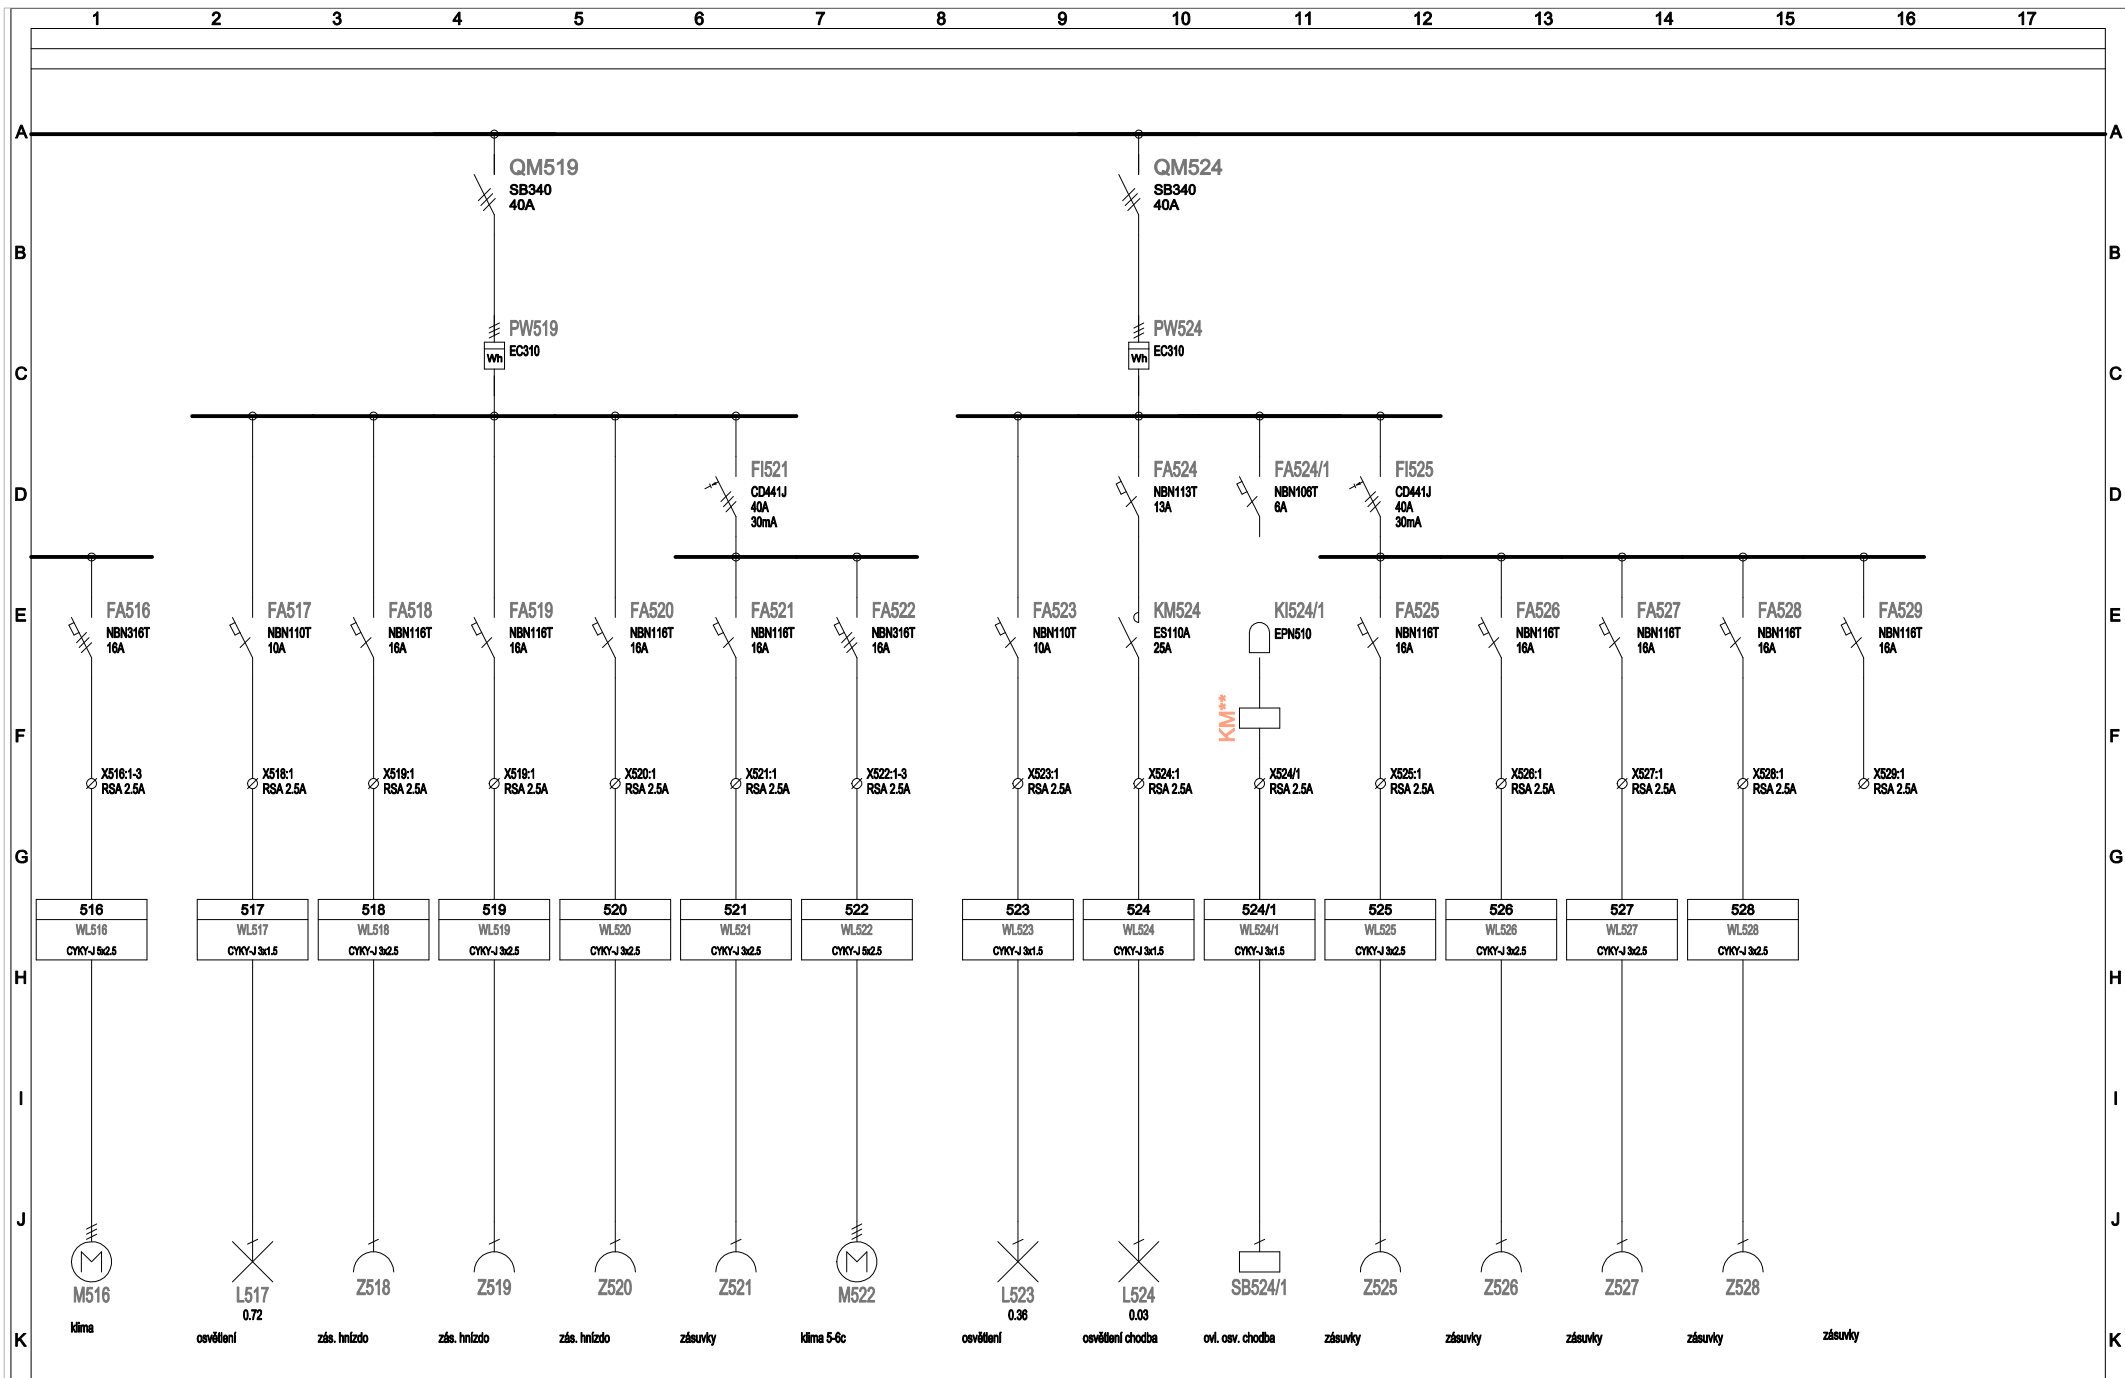 1 2 3 4 5 6 7 8 9 10 11 12 13 14 15 16 17
A A
QM519 QM524
SB340 SB340
40A 40A
B B
PW519 PW524
Wh EC310 Wh EC310
C C
FI521 FA524 FA524/1 FI525
D CD441J NBN113T NBN106T CD441J D
40A 13A 6A 40A
30mA 30mA
E FA516 FA517 FA518 FA519 FA520 FA521 FA522 FA523 KM524 KI524/1 FA525 FA526 FA527 FA528 FA529 E
NBN316T NBN110T NBN116T NBN116T NBN116T NBN116T NBN316T NBN110T ES110A EPN510 NBN116T NBN116T NBN116T NBN116T NBN116T
16A 10A 16A 16A 16A 16A 16A 10A 25A 16A 16A 16A 16A 16A
KM**
F F
X516:1-3 X518:1 X519:1 X519:1 X520:1 X521:1 X522:1-3 X523:1 X524:1 X524/1 X525:1 X526:1 X527:1 X528:1 X529:1
RSA 2.5A RSA 2.5A RSA 2.5A RSA 2.5A RSA 2.5A RSA 2.5A RSA 2.5A RSA 2.5A RSA 2.5A RSA 2.5A RSA 2.5A RSA 2.5A RSA 2.5A RSA 2.5A RSA 2.5A
G G
516 517 518 519 520 521 522 523 524 524/1 525 526 527 528
WL516 WL517 WL518 WL519 WL520 WL521 WL522 WL523 WL524 WL524/1 WL525 WL526 WL527 WL528
CYKY-J 5x2.5 CYKY-J 3x1.5 CYKY-J 3x2.5 CYKY-J 3x2.5 CYKY-J 3x2.5 CYKY-J 3x2.5 CYKY-J 5x2.5 CYKY-J 3x1.5 CYKY-J 3x1.5 CYKY-J 3x1.5 CYKY-J 3x2.5 CYKY-J 3x2.5 CYKY-J 3x2.5 CYKY-J 3x2.5
H H
I I
J J
M M
M516 L517 Z518 Z519 Z520 Z521 M522 L523 L524 SB524/1 Z525 Z526 Z527 Z528
0.72 0.36 0.03
K klima osvětlení zás. hnízdo zás. hnízdo zás. hnízdo zásuvky klima 5-6c osvětlení osvětlení chodba ovl. osv. chodba zásuvky zásuvky zásuvky zásuvky zásuvky K